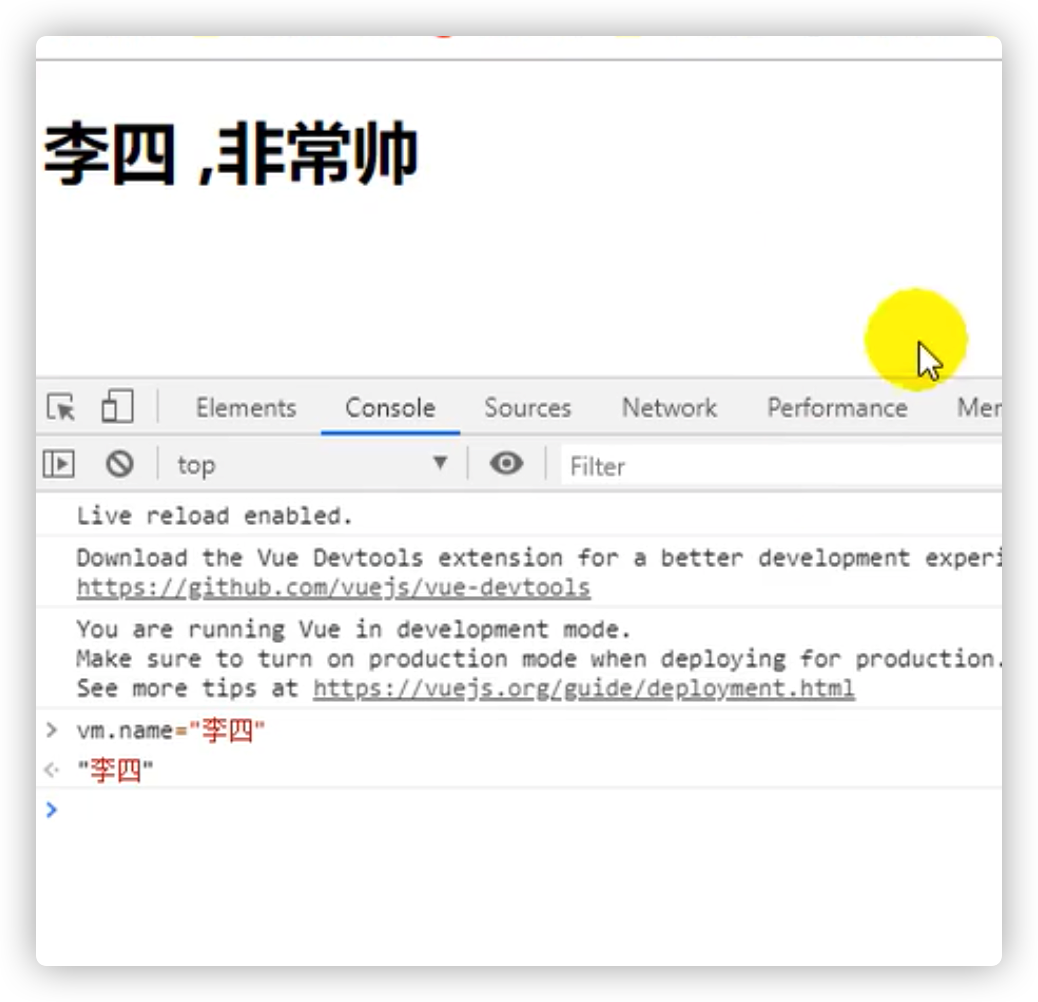 李四 ,非常帅
Elements Console Sources Network Performance
top Filter
Live reload enabled.
Download the Vue Devtools extension for a better development
https://github.com/vuejs/vue-devtools
You are running Vue in development mode.
Make sure to turn on production mode when deploying for production.
See more tips at https://vuejs.org/guide/deployment.html
> vm.name="李四"
"李四"
>